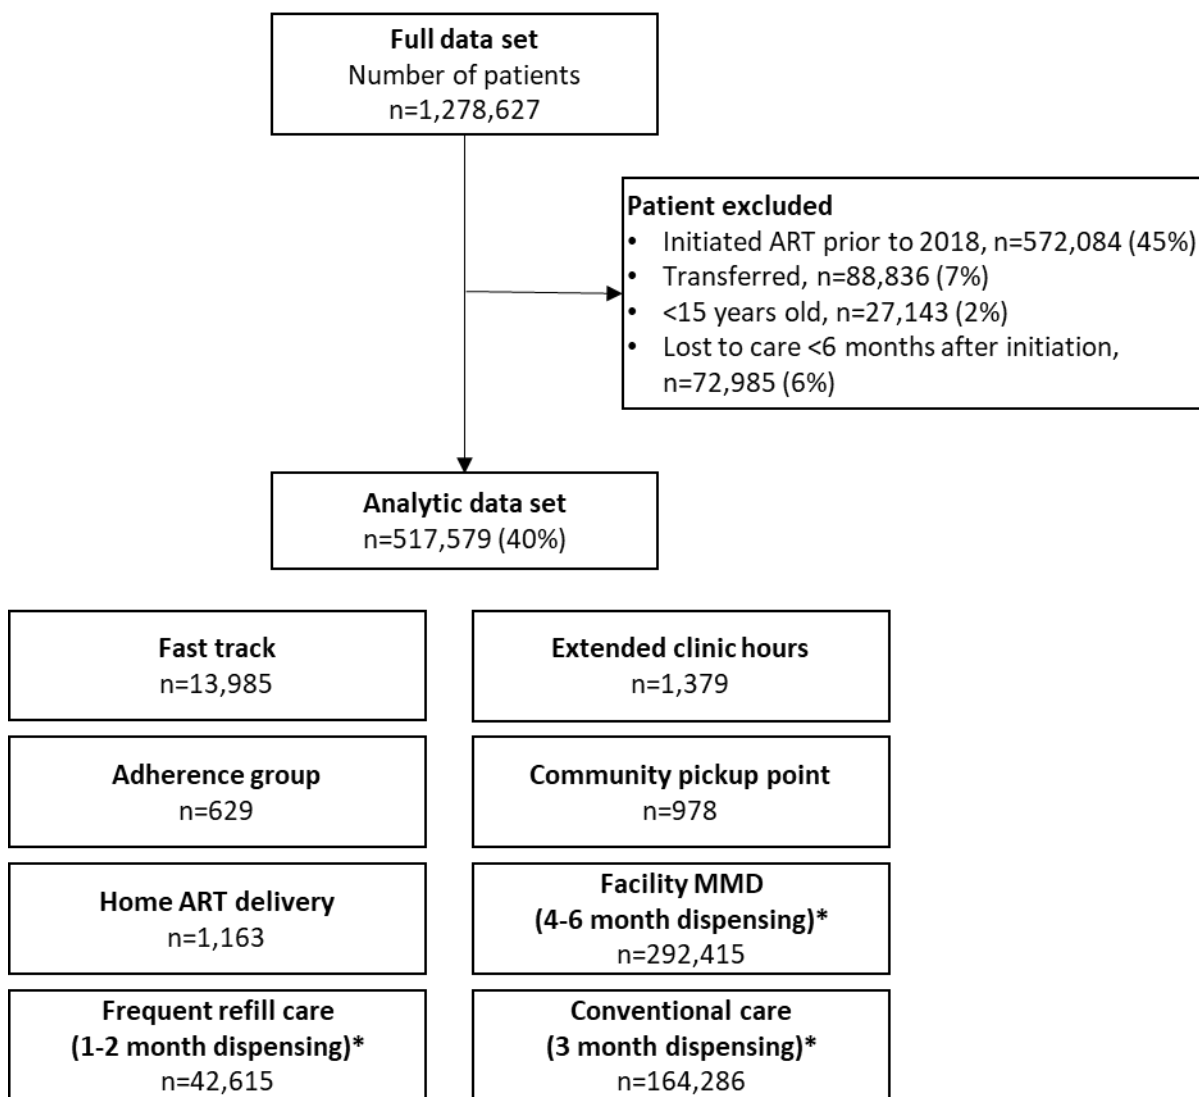 Full data set
Number of patients
n=1,278,627
Patient excluded
• Initiated ART prior to 2018, n=572,084 (45%)
• Transferred, n=88,836 (7%)
• <15 years old, n=27,143 (2%)
• Lost to care <6 months after initiation,
n=72,985 (6%)
Analytic data set
n=517,579 (40%)
Fast track
n=13,985
Extended clinic hours
n=1,379
Adherence group
n=629
Community pickup point
n=978
Home ART delivery
n=1,163
Facility MMD
(4-6 month dispensing)*
n=292,415
Frequent refill care
(1-2 month dispensing)*
n=42,615
Conventional care
(3 month dispensing)*
n=164,286